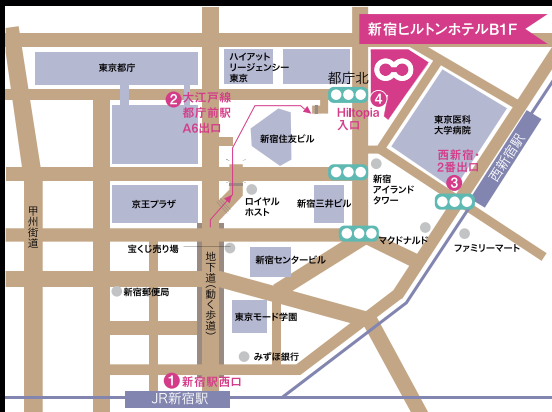 新宿ヒルトンホテルB1F
ハイアット
リージェンシー
東京
東京都庁
都庁北
4
2 大江戸線
都庁前駅
A6出口
Hiltopia
入口
東京医科
大学病院
新宿住友ビル
西新宿駅
西新宿・
2番出口
3
新宿
アイランド
タワー
京王プラザ
ロイヤル
ホスト
新宿三井ビル
甲州街道
宝くじ売り場
地下道(動く歩道)
マクドナルド
ファミリーマート
新宿センタービル
新宿郵便局
東京モード学園
みずほ銀行
1 新宿駅西口
JR新宿駅